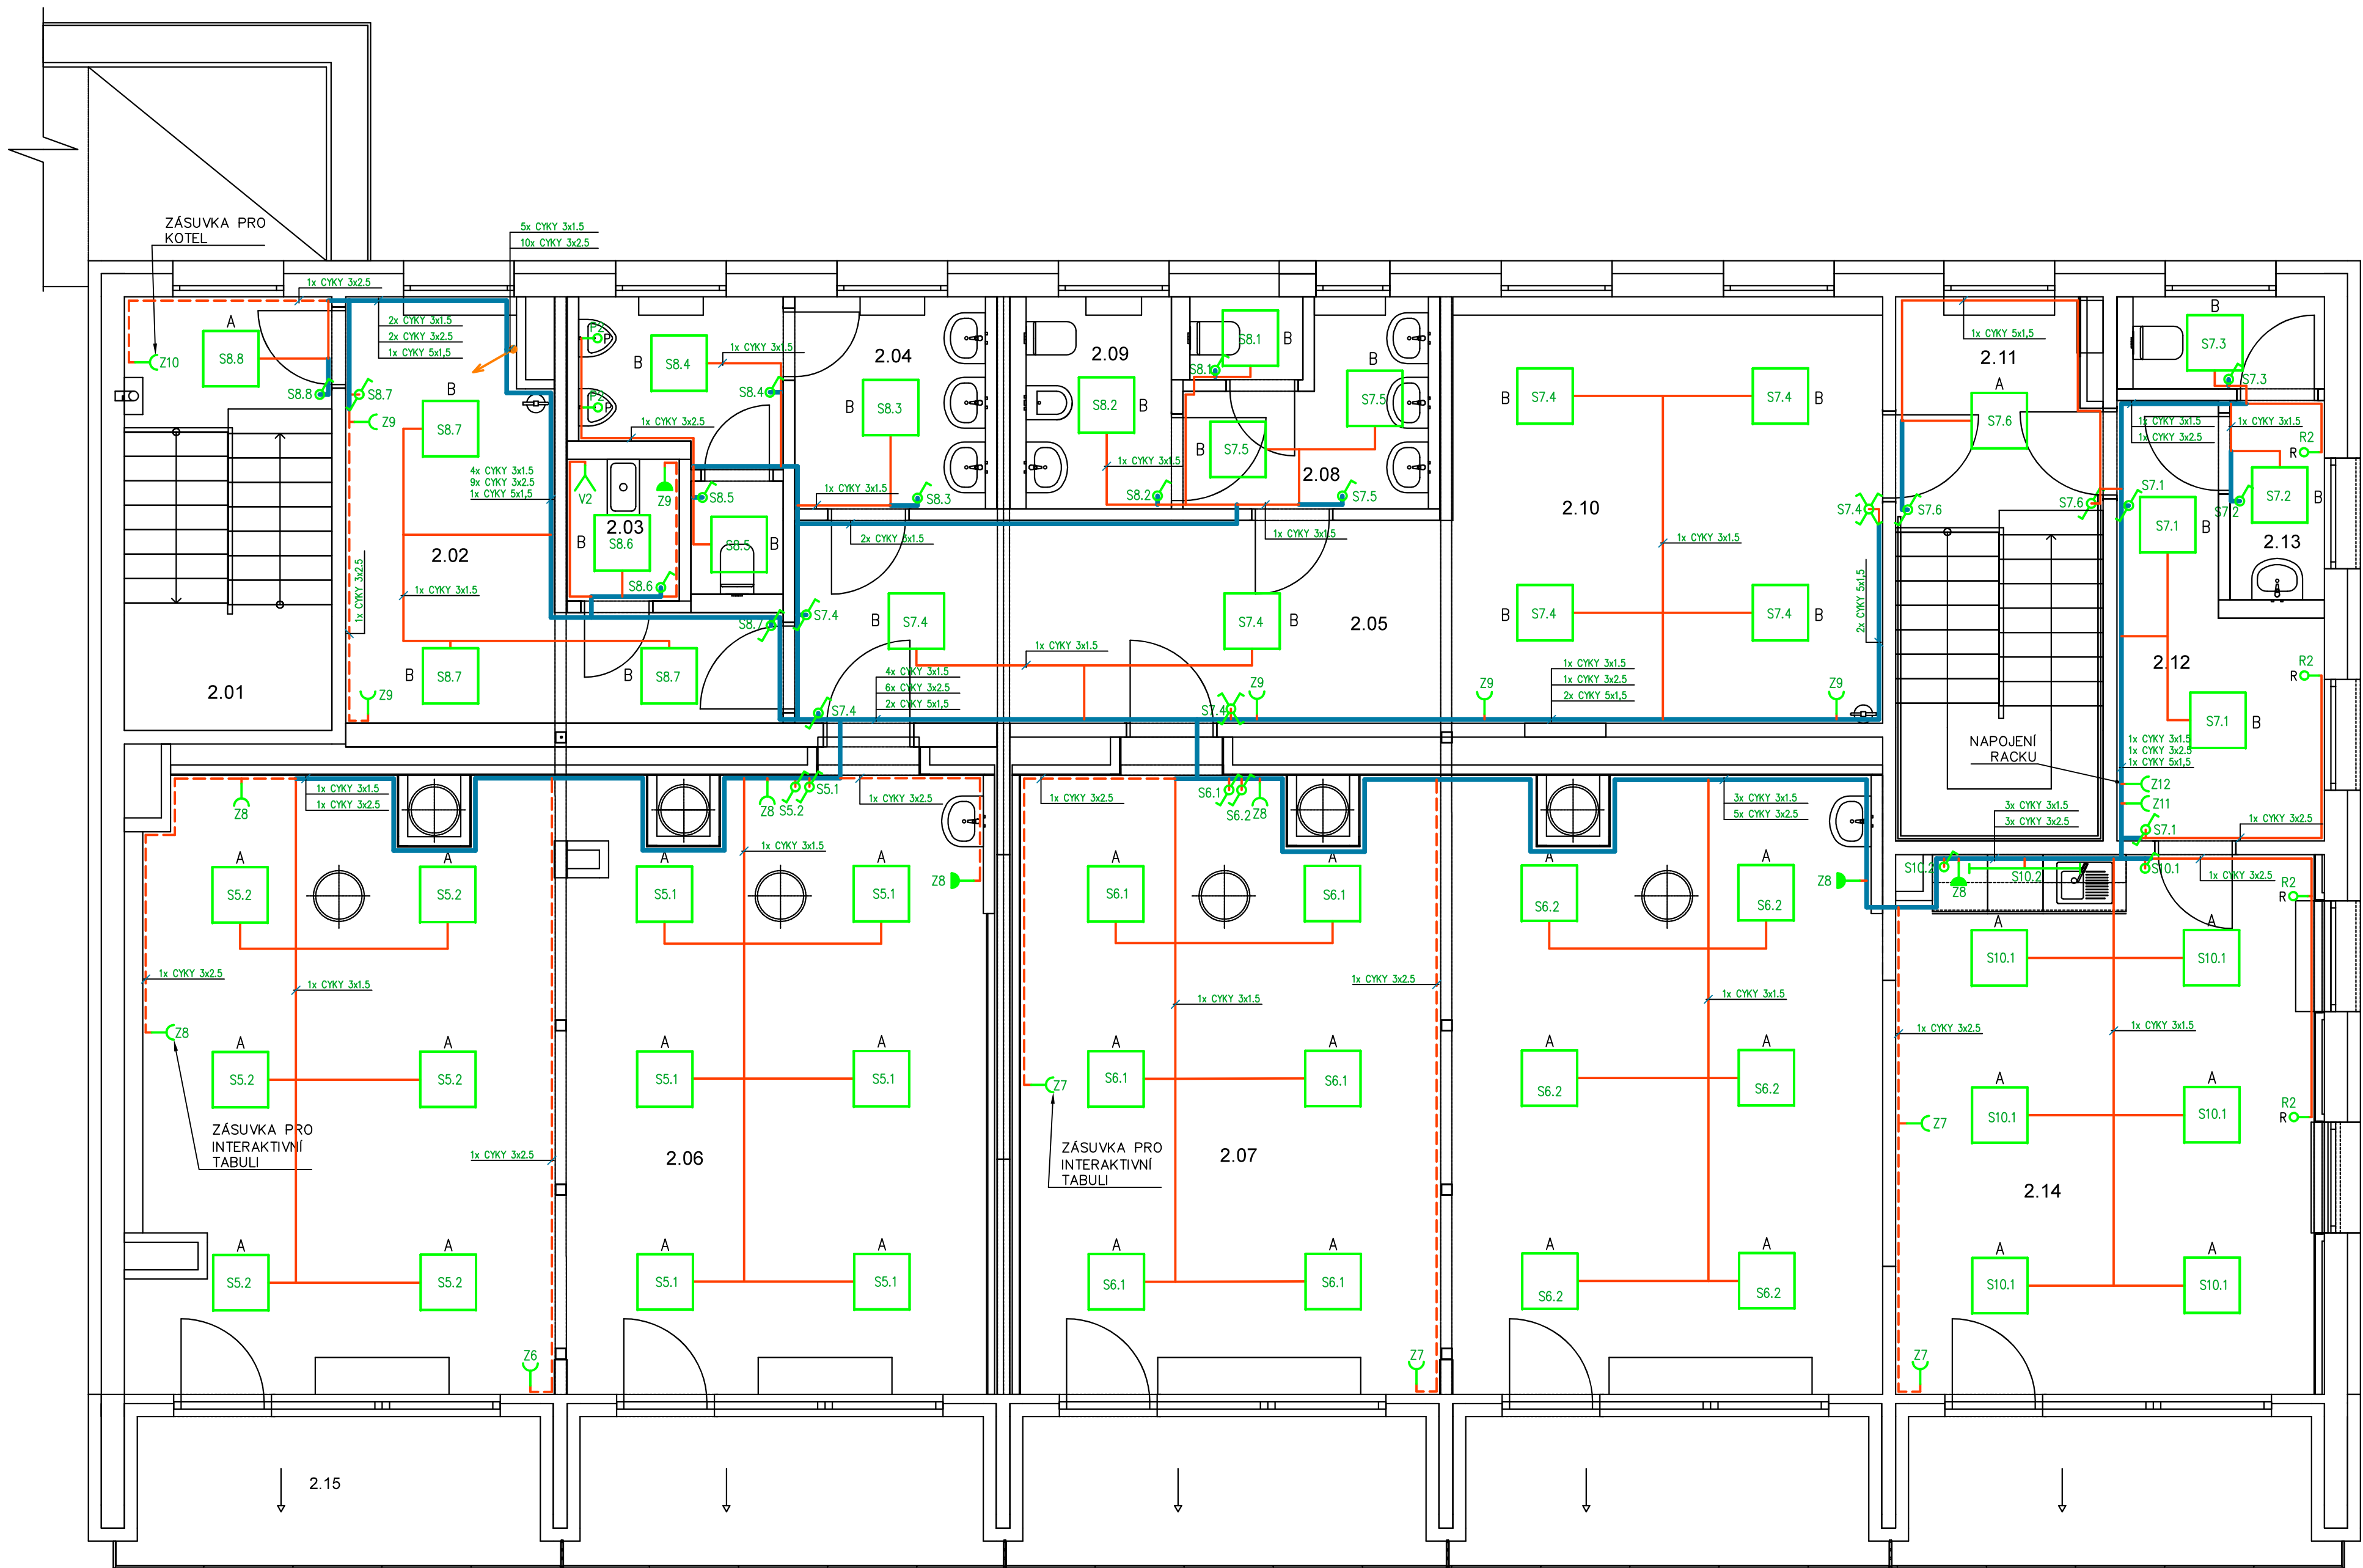 ZÁSUVKA PRO
KOTEL
5x CYKY 3x1.5
10x CYKY 3x2.5
1x CYKY 3x2.5
2x CYKY 3x1.5
2x CYKY 3x2.5
1x CYKY 5x1,5
A
S8.8
Z10
S8.8
S8.7
Z9
B
S8.7
4x CYKY 3x1.5
9x CYKY 3x2.5
1x CYKY 5x1,5
2.02
1x CYKY 3x2.5
1x CYKY 3x1.5
B
S8.7
B
S8.7
Z9
2.01
P2
P
P2
P
B
S8.4
1x CYKY 3x1.5
S8.4
1x CYKY 3x2.5
V2
Z9
2.03
B
S8.6
S8.6
S8.5
S8.5
B
S8.7
2.04
B
S8.3
1x CYKY 3x1.5
S8.3
2x CYKY 3x1.5
S7.4
B
S7.4
S7.4
4x CYKY 3x1.5
6x CYKY 3x2.5
2x CYKY 5x1,5
1x CYKY 3x1.5
2.09
S8.2
B
1x CYKY 3x1.5
S8.2
S8.1
B
S8.1
B
S7.5
B
S7.5
2.08
S7.5
1x CYKY 3x1.5
S7.4
B
2.05
S7.4
Z9
B
S7.4
S7.4
B
2.10
1x CYKY 3x1.5
B
S7.4
S7.4
B
1x CYKY 3x1.5
1x CYKY 3x2.5
2x CYKY 5x1,5
Z9
Z9
2x CYKY 5x1,5
S7.4
S7.6
1x CYKY 5x1,5
2.11
A
S7.6
S7.6
B
S7.3
S7.3
1x CYKY 3x1.5
1x CYKY 3x2.5
1x CYKY 3x1.5
R2
R
S7.1
S7.2
S7.2
B
S7.1
B
2.13
2.12
R2
R
S7.1
B
NAPOJENÍ
RACKU
1x CYKY 3x1.5
1x CYKY 3x2.5
1x CYKY 5x1,5
Z12
Z11
S7.1
3x CYKY 3x1.5
3x CYKY 3x2.5
1x CYKY 3x2.5
1x CYKY 3x2.5
S10.2
Z8
S10.2
S10.1
R2
R
Z8
1x CYKY 3x1.5
1x CYKY 3x2.5
Z8
S5.2
S5.1
1x CYKY 3x2.5
1x CYKY 3x1.5
A
S5.2
A
S5.2
A
S5.1
A
S5.1
Z8
1x CYKY 3x2.5
1x CYKY 3x1.5
Z8
A
S5.2
A
S5.2
A
S5.1
A
S5.1
ZÁSUVKA PRO
INTERAKTIVNÍ
TABULI
1x CYKY 3x2.5
2.06
A
S5.2
A
S5.2
A
S5.1
A
S5.1
Z6
1x CYKY 3x2.5
S6.1
S6.2
Z8
3x CYKY 3x1.5
5x CYKY 3x2.5
A
S6.1
A
S6.1
A
S6.2
A
S6.2
Z8
1x CYKY 3x1.5
1x CYKY 3x2.5
1x CYKY 3x1.5
Z7
A
S6.1
A
S6.1
A
S6.2
A
S6.2
ZÁSUVKA PRO
INTERAKTIVNÍ
TABULI
2.07
A
S6.1
A
S6.1
A
S6.2
A
S6.2
Z7
A
S10.1
A
S10.1
1x CYKY 3x2.5
1x CYKY 3x1.5
A
S10.1
A
S10.1
R2
R
Z7
2.14
A
S10.1
A
S10.1
Z7
2.15